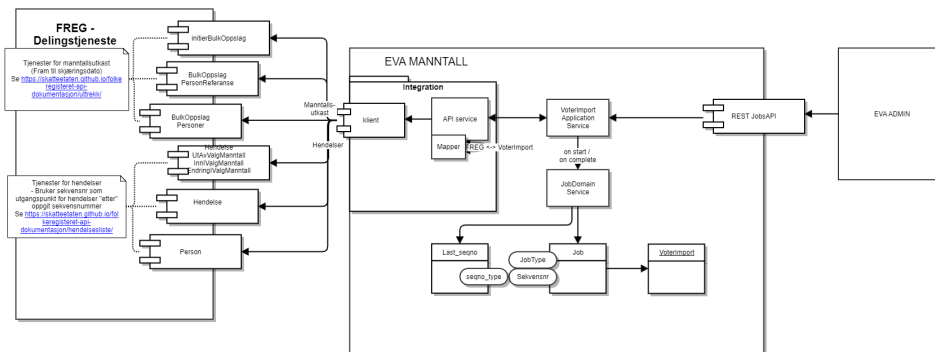 FREG -
Delingstjeneste
Tjenester for manntallsutkast
(Fram til skjæringsdato)
Se https://skatteetaten.github.io/folke
registeret-api-
dokumentasjon/uttrekk/
Tjenester for hendelser
- Bruker sekvensnr som
utgangspunkt for hendelser "etter"
oppgit sekvensnummer
Se https://skatteetaten.github.io/fol
keregisteret-api-
dokumentasjon/hendelsesliste/
initierBulkOppslag
BulkOppslag
PersonReferanse
BulkOppslag
Personer
Hendelse
UtAvValgManntall
InnIValgManntall
EndringIValgManntall
Hendelse
Person
Manntalls-
utkast
Hendelser
EVA MANNTALL
Integration
klient
API service
Mapper
FREG <-> VoterImport
VoterImport
Application
Service
on start /
on complete
JobDomain
Service
Last_seqno
seqno_type
Job
JobType
Sekvensnr
VoterImport
REST JobsAPI
EVA ADMIN